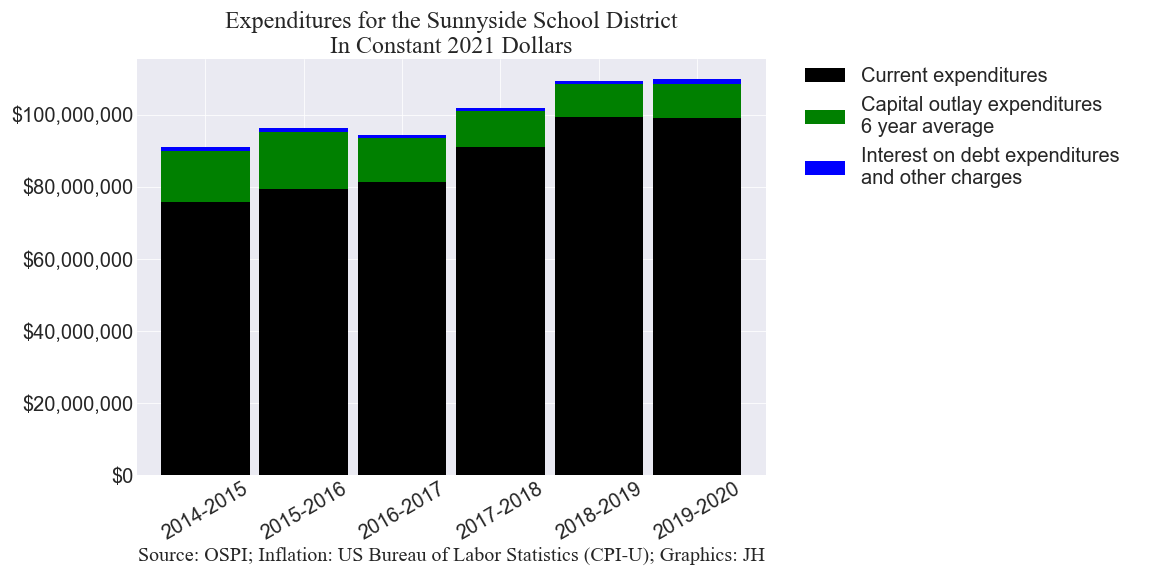 Expenditures for the Sunnyside School District
In Constant 2021 Dollars
$100,000,000
$80,000,000
$60,000,000
$40,000,000
$20,000,000
$0
2014-2015
2015-2016
2016-2017
2017-2018
2018-2019
2019-2020
Current expenditures
Capital outlay expenditures
6 year average
Interest on debt expenditures
and other charges
Source: OSPI; Inflation: US Bureau of Labor Statistics (CPI-U); Graphics: JH